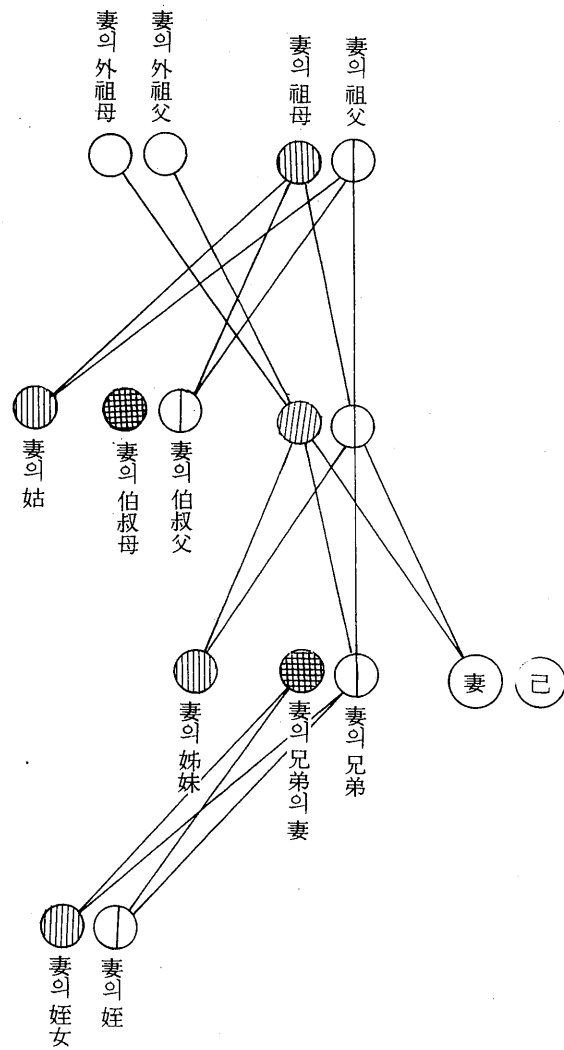 妻의 祖父
妻의 祖母
妻의 外祖父
妻의 外祖母
妻의 伯叔父
妻의 伯叔母
妻의 姑
己
妻
妻의 兄弟
妻의 兄弟의 妻
妻의 姊妹
妻의 姪
妻의 姪女